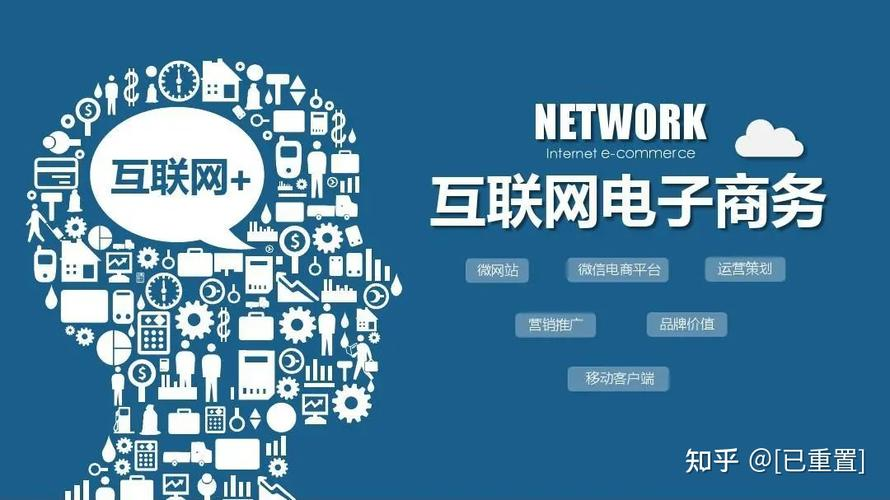 互联网+
NETWORK
Internet e-commerce
互联网电子商务
微网站 微信电商平台 运营策划
营销推广 品牌价值
移动客户端
知乎 @[已重置]